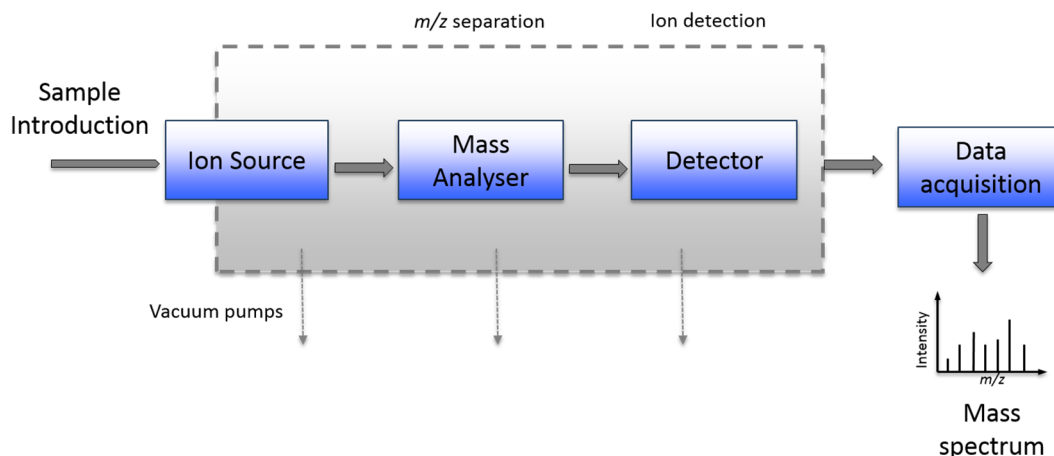 m/z separation
Ion detection
Sample
Introduction
Ion Source
Mass
Analyser
Detector
Data
acquisition
Vacuum pumps
Intensity
m/z
Mass
spectrum